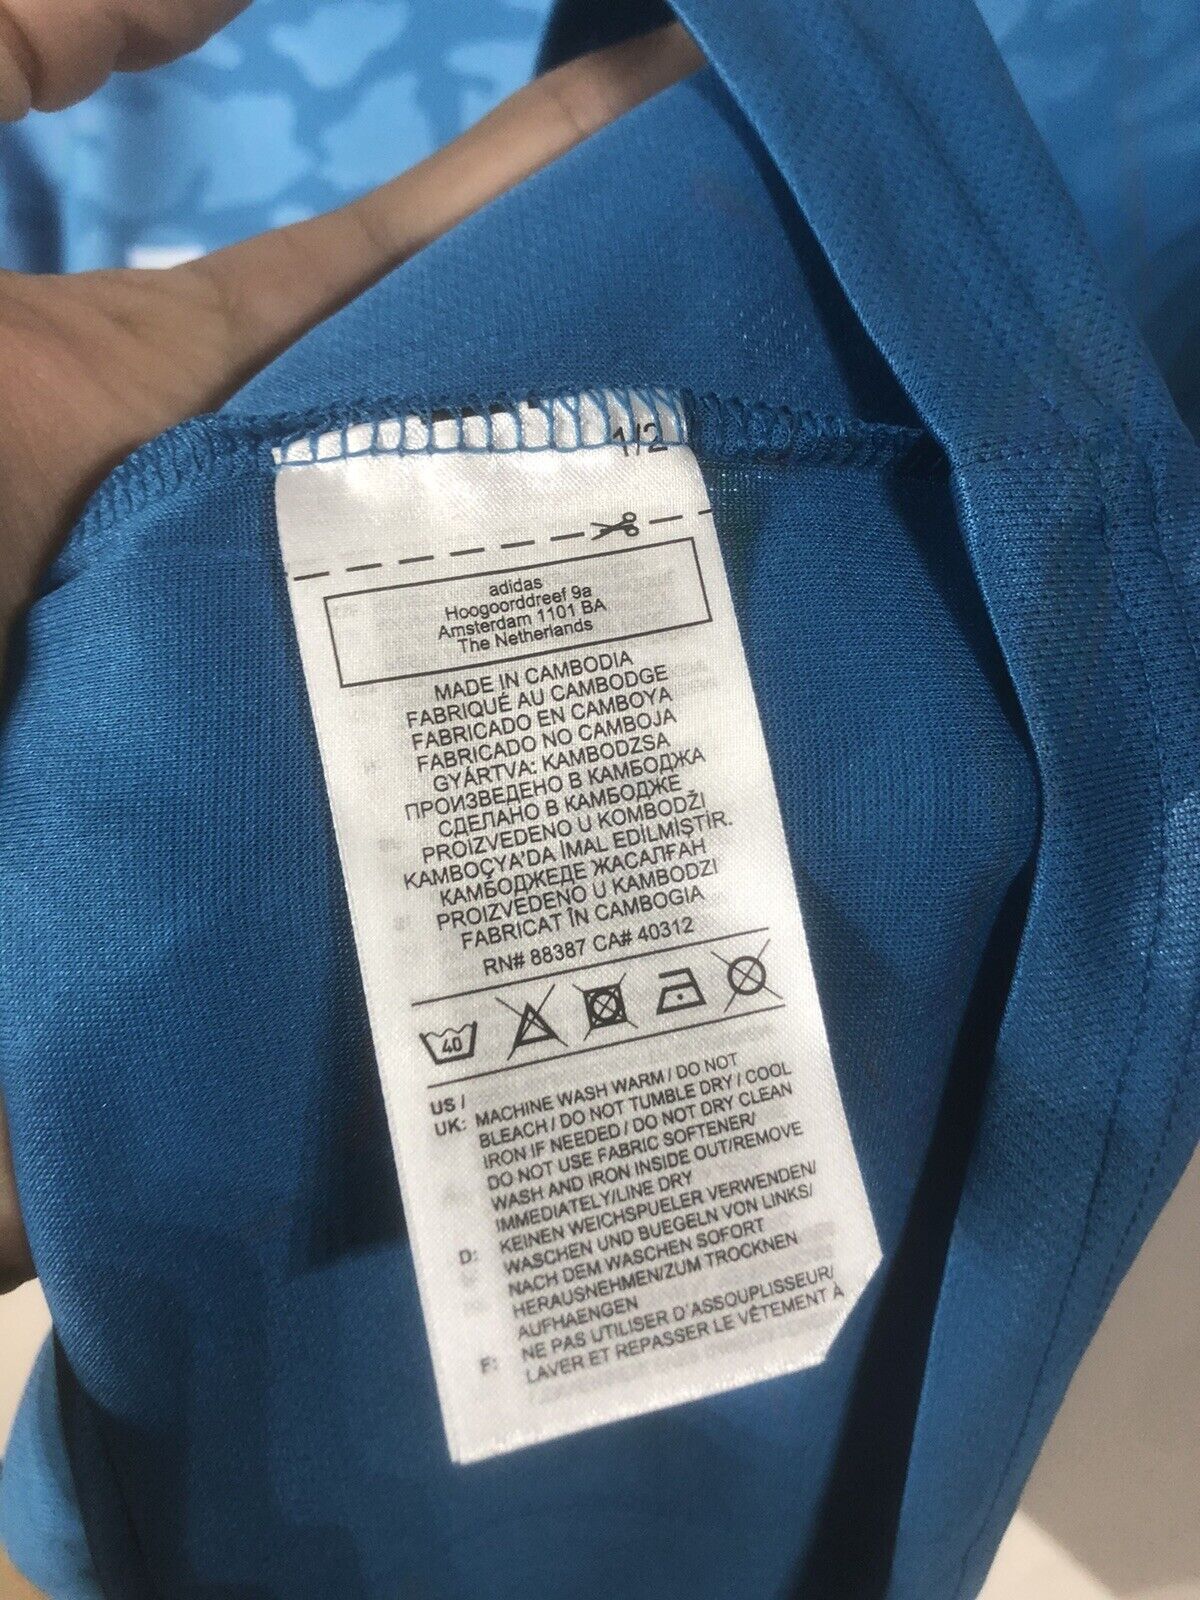 1/2
adidas
Hoogoorddreef 9a
Amsterdam 1101 BA
The Netherlands
MADE IN CAMBODIA
FABRIQUÉ AU CAMBODGE
FABRICADO EN CAMBOYA
FABRICADO NO CAMBOJA
GYÁRTVA: KAMBODZSA
ПРОИЗВЕДЕНО В КАМБОДЖА
СДЕЛАНО В КАМБОДЖЕ
PROIZVEDENO U KOMBODŽI
KAMBOÇYA'DA İMAL EDİLMİŞTİR.
КАМБОДЖЕДЕ ЖАСАЛҒАН
PROIZVEDENO U KAMBODZI
FABRICAT ÎN CAMBOGIA
RN# 88387 CA# 40312
40
US /
UK: MACHINE WASH WARM / DO NOT
BLEACH / DO NOT TUMBLE DRY / COOL
IRON IF NEEDED / DO NOT DRY CLEAN
DO NOT USE FABRIC SOFTENER/
WASH AND IRON INSIDE OUT/REMOVE
IMMEDIATELY/LINE DRY
D: KEINEN WEICHSPUELER VERWENDEN/
WASCHEN UND BUEGELN VON LINKS/
NACH DEM WASCHEN SOFORT
HERAUSNEHMEN/ZUM TROCKNEN
AUFHAENGEN
F: NE PAS UTILISER D'ASSOUPLISSEUR/
LAVER ET REPASSER LE VÊTEMENT À